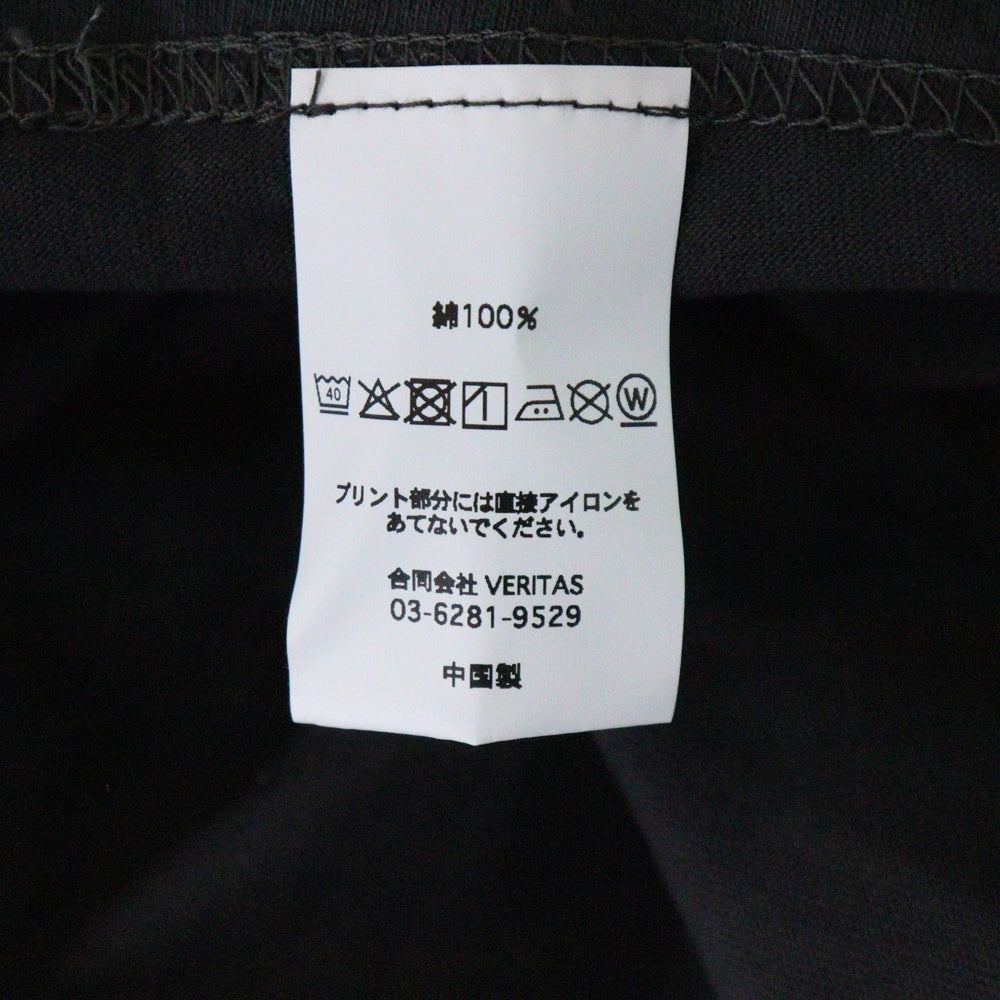 綿100%
40
W
プリント部分には直接アイロンを
あてないでください。
合同会社 VERITAS
03-6281-9529
中国製